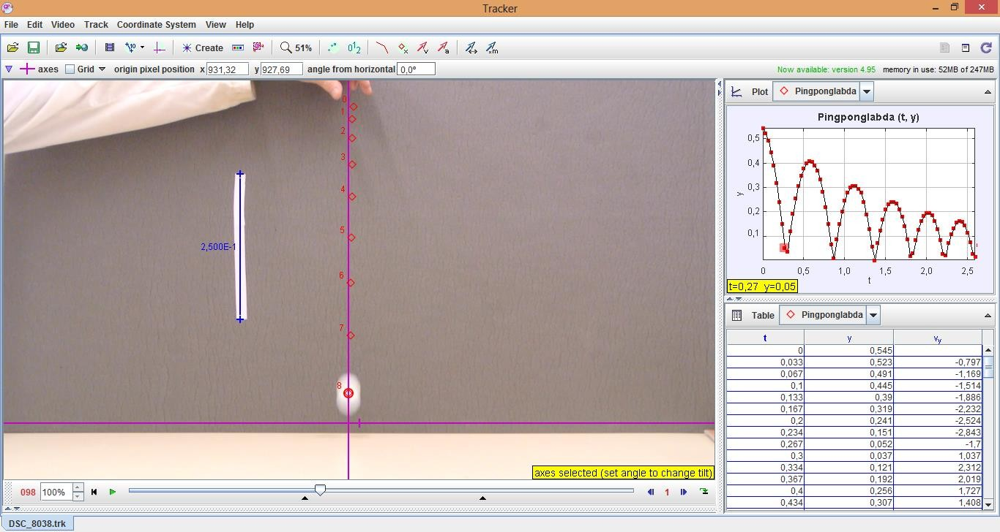 Tracker
File Edit Video Track Coordinate System View Help
Create 51%
axes Grid origin pixel position x 931,32 y 927,69 angle from horizontal 0,0° Now available: version 4.95 memory in use: 52MB of 247MB
0
1
2
3
4
5
6
7
8
2,500E-1
axes selected (set angle to change tilt)
098 100% 1
DSC_8038.trk
Plot Pingponglabda
Pingponglabda (t, y)
0,5
0,4
0,3
0,2
0,1
y
0 0,5 1,0 1,5 2,0 2,5
t
t=0,27 y=0,05
Table Pingponglabda
t y vy
0 0,545
0,033 0,523 -0,797
0,067 0,491 -1,169
0,1 0,445 -1,514
0,133 0,39 -1,886
0,167 0,319 -2,232
0,2 0,241 -2,524
0,234 0,151 -2,843
0,267 0,052 -1,7
0,3 0,037 1,037
0,334 0,121 2,312
0,367 0,192 2,019
0,4 0,256 1,727
0,434 0,307 1,408